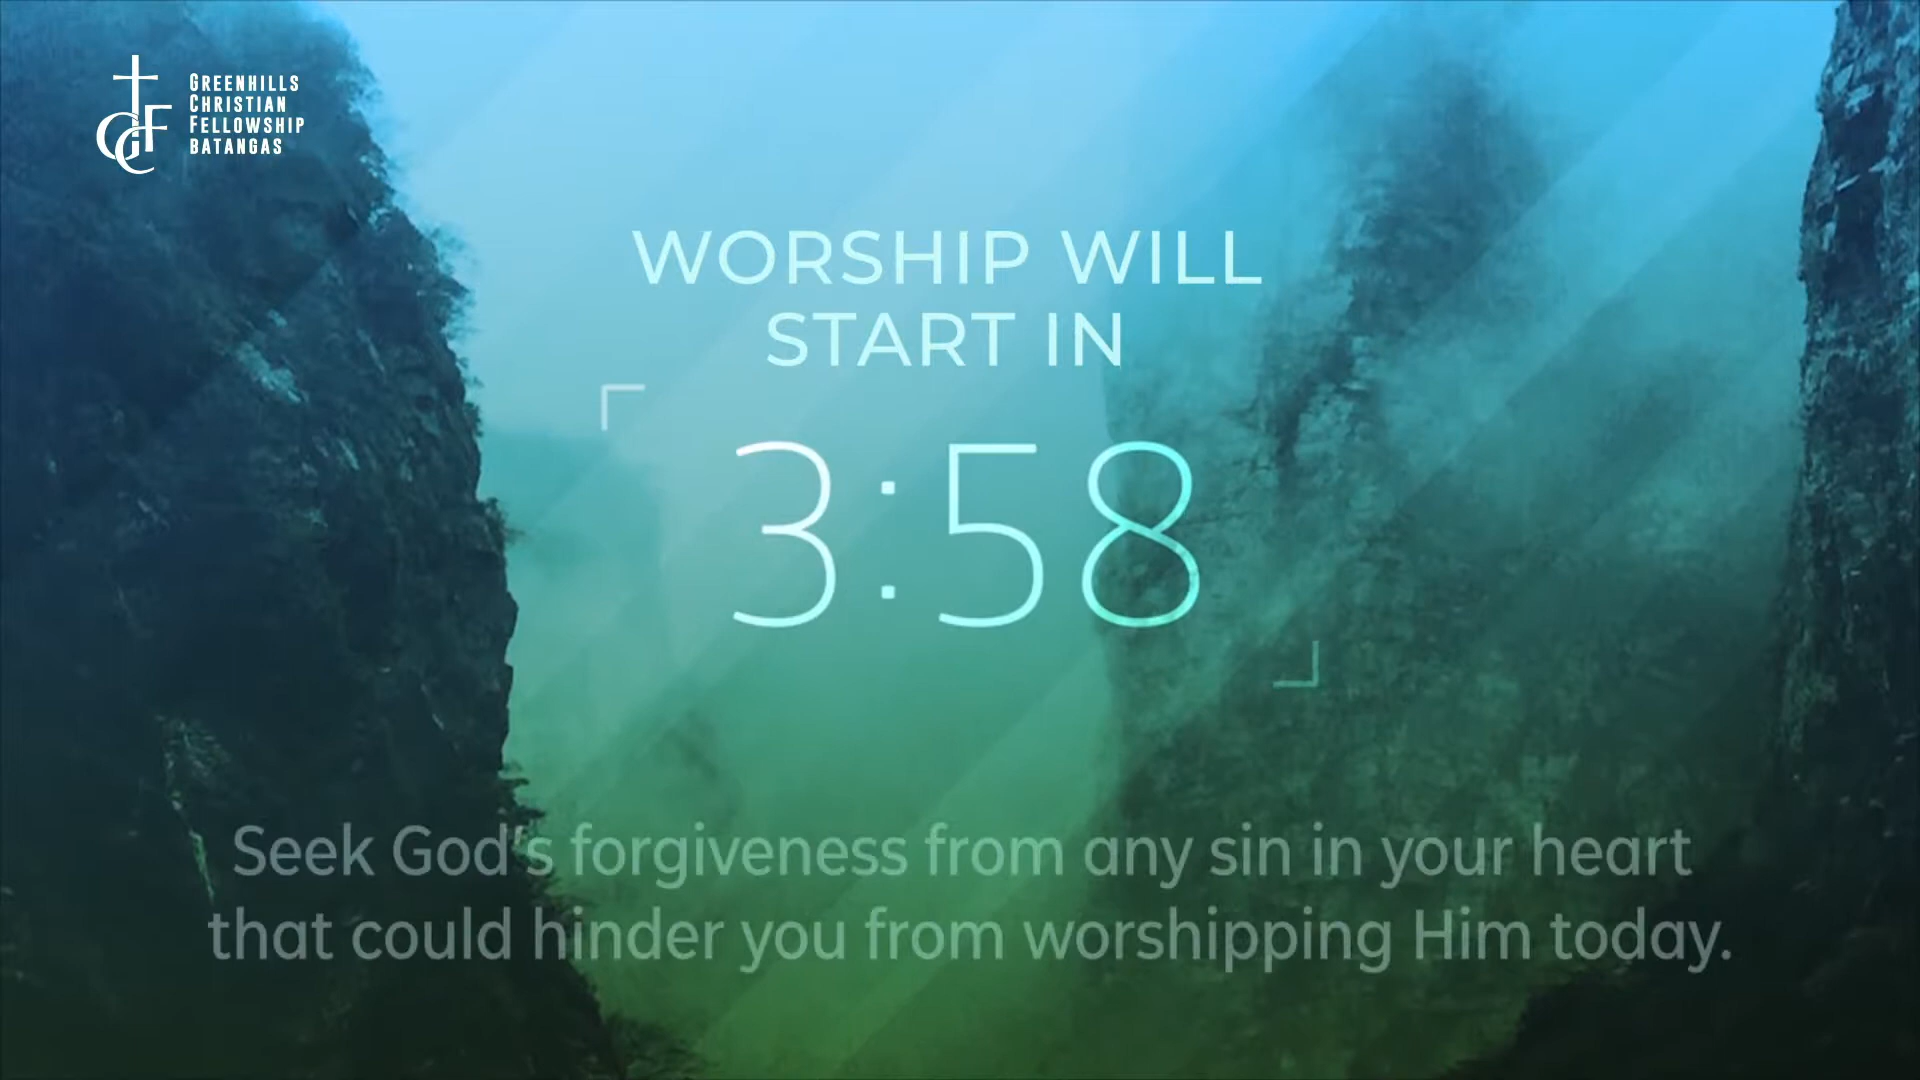 GREENHILLS
CHRISTIAN
FELLOWSHIP
BATANGAS
WORSHIP WILL
START IN
3:58
Seek God's forgiveness from any sin in your heart
that could hinder you from worshipping Him today.